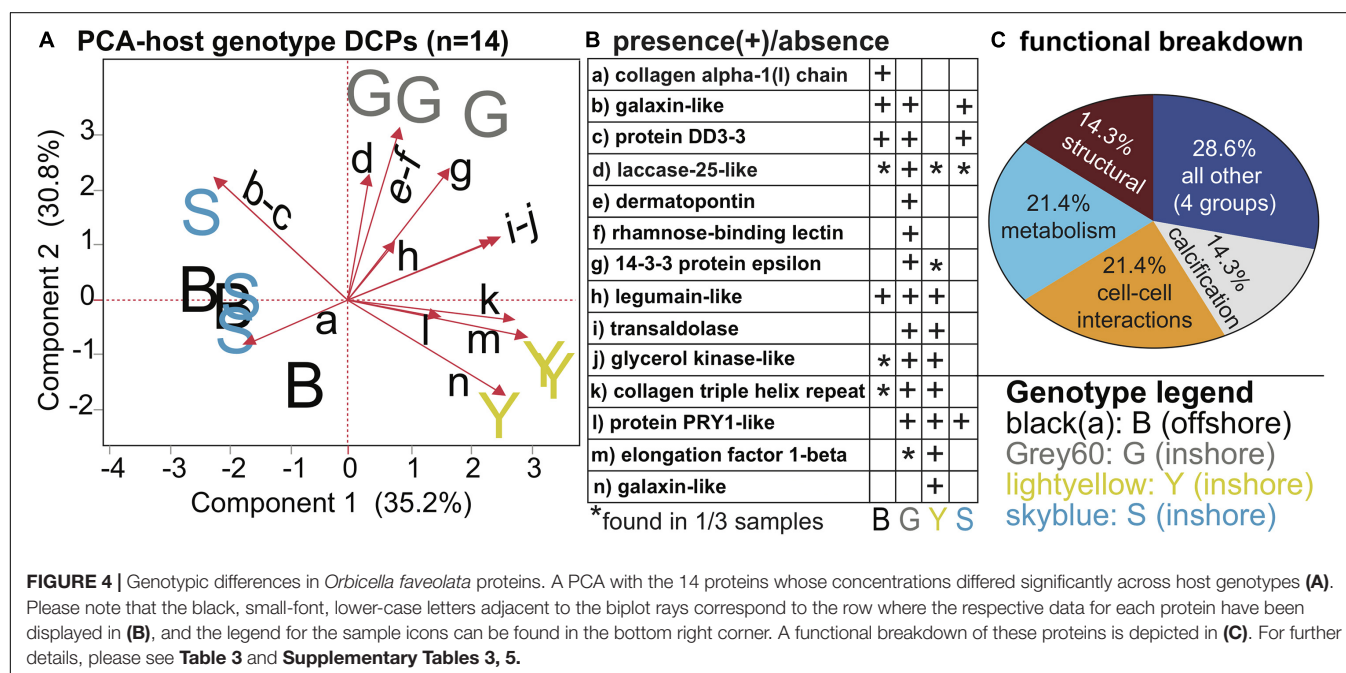 A PCA-host genotype DCPs (n=14)
Component 2 (30.8%)
3
2
1
0
-1
-2
-4
-3
-2
-1
0
1
2
3
Component 1 (35.2%)
G G G
S
S
S
B
B
B
Y
Y
Y
a
b-c
d
e-f
g
h
i-j
k
l
m
n
B presence(+)/absence
a) collagen alpha-1(I) chain +
b) galaxin-like + + +
c) protein DD3-3 + + +
d) laccase-25-like * + * *
e) dermatopontin +
f) rhamnose-binding lectin +
g) 14-3-3 protein epsilon + *
h) legumain-like + + +
i) transaldolase + +
j) glycerol kinase-like * + +
k) collagen triple helix repeat * + +
l) protein PRY1-like + + +
m) elongation factor 1-beta * +
n) galaxin-like +
*found in 1/3 samples B G Y S
C functional breakdown
14.3%
structural
28.6%
all other
(4 groups)
21.4%
metabolism
21.4%
cell-cell
interactions
14.3%
calcification
Genotype legend
black(a): B (offshore)
Grey60: G (inshore)
lightyellow: Y (inshore)
skyblue: S (inshore)
FIGURE 4 | Genotypic differences in Orbicella faveolata proteins. A PCA with the 14 proteins whose concentrations differed significantly across host genotypes (A).
Please note that the black, small-font, lower-case letters adjacent to the biplot rays correspond to the row where the respective data for each protein have been
displayed in (B), and the legend for the sample icons can be found in the bottom right corner. A functional breakdown of these proteins is depicted in (C). For further
details, please see Table 3 and Supplementary Tables 3, 5.